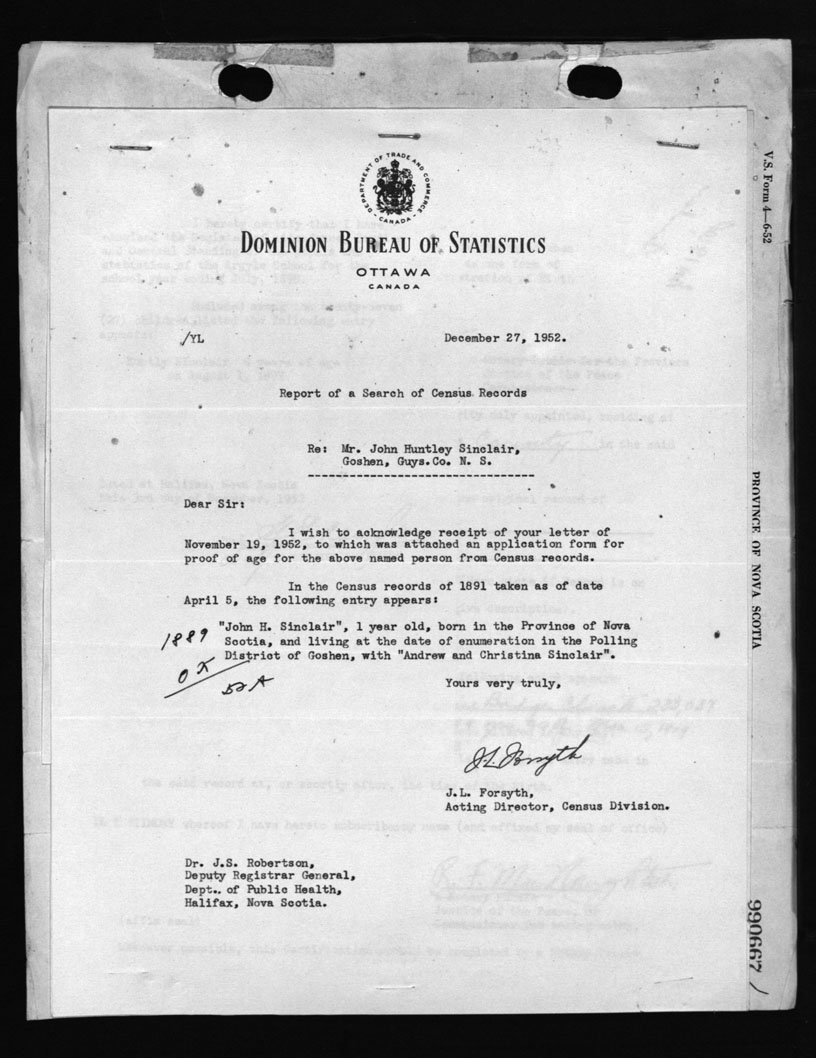 DEPARTMENT OF TRADE AND COMMERCE
CANADA
DOMINION BUREAU OF STATISTICS
OTTAWA
CANADA
/YL
December 27, 1952.
Report of a Search of Census Records
Re: Mr. John Huntley Sinclair,
Goshen, Guys.Co. N. S.
Dear Sir:
I wish to acknowledge receipt of your letter of
November 19, 1952, to which was attached an application form for
proof of age for the above named person from Census records.
In the Census records of 1891 taken as of date
April 5, the following entry appears:
"John H. Sinclair", 1 year old, born in the Province of Nova
Scotia, and living at the date of enumeration in the Polling
District of Goshen, with "Andrew and Christina Sinclair".
1889
OK
52A
Yours very truly,
J.L. Forsyth
J.L. Forsyth,
Acting Director, Census Division.
Dr. J.S. Robertson,
Deputy Registrar General,
Dept.. of Public Health,
Halifax, Nova Scotia.
V.S. Form 4—6-52
PROVINCE OF NOVA SCOTIA
990667